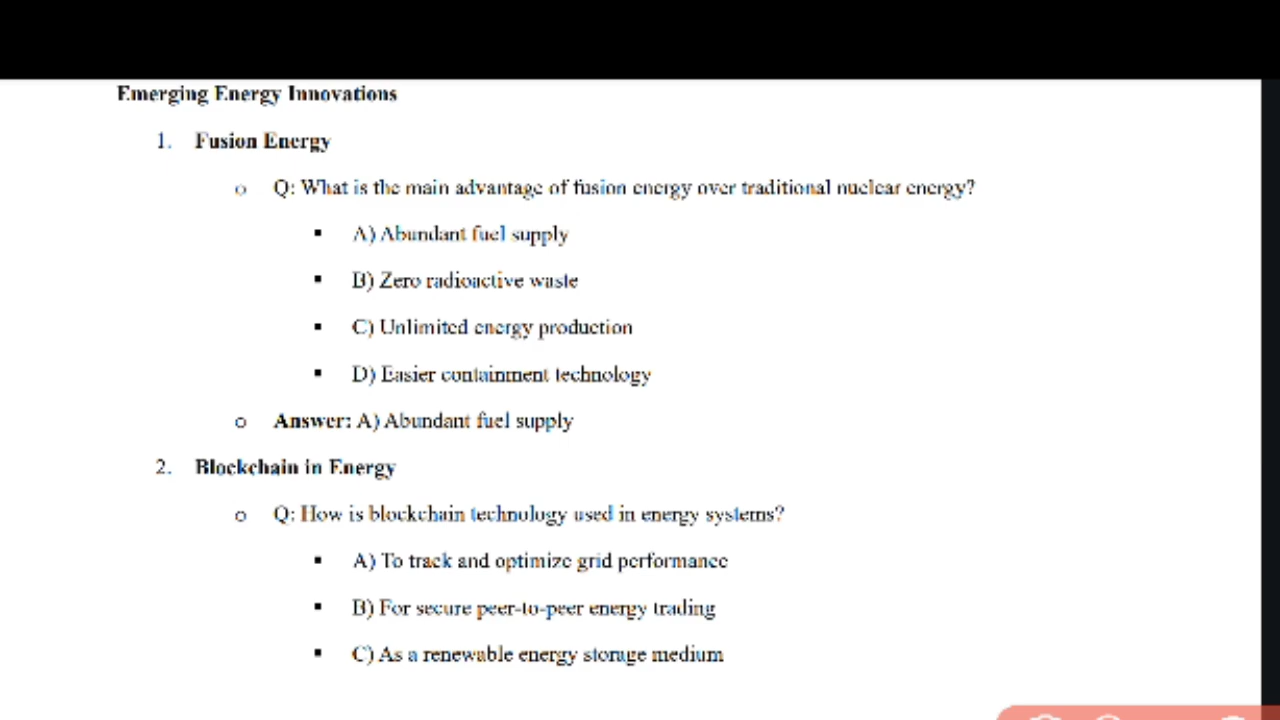 Emerging Energy Innovations
1. Fusion Energy
o Q: What is the main advantage of fusion energy over traditional nuclear energy?
▪ A) Abundant fuel supply
▪ B) Zero radioactive waste
▪ C) Unlimited energy production
▪ D) Easier containment technology
o Answer: A) Abundant fuel supply
2. Blockchain in Energy
o Q: How is blockchain technology used in energy systems?
▪ A) To track and optimize grid performance
▪ B) For secure peer-to-peer energy trading
▪ C) As a renewable energy storage medium